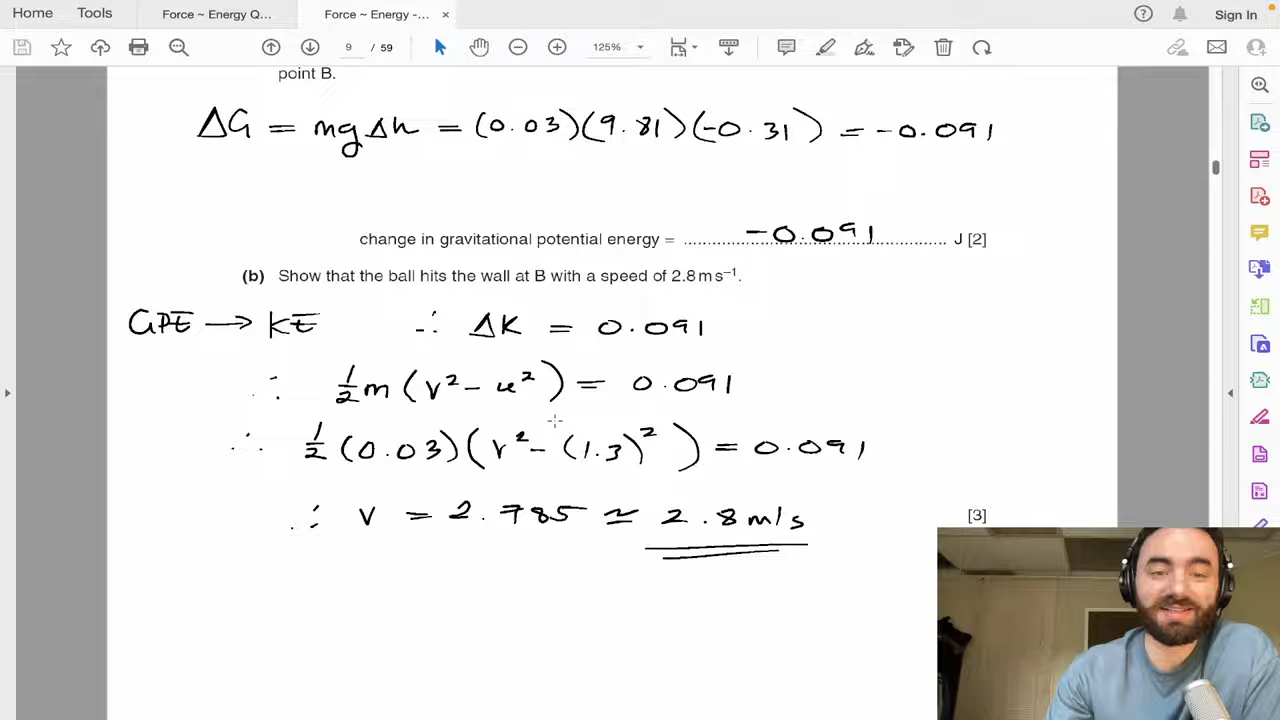 Home Tools Force ~ Energy Q... Force ~ Energy -... × Sign In
9 / 59 125%
point B.
ΔG = mgΔh = (0.03)(9.81)(-0.31) = -0.091
change in gravitational potential energy = -0.091 J [2]
(b) Show that the ball hits the wall at B with a speed of 2.8 m s⁻¹.
GPE → KE ∴ ΔK = 0.091
∴ ½m (v² - u²) = 0.091
∴ ½ (0.03)(v² - (1.3)²) = 0.091
∴ v = 2.785 ≃ 2.8 m/s
[3]